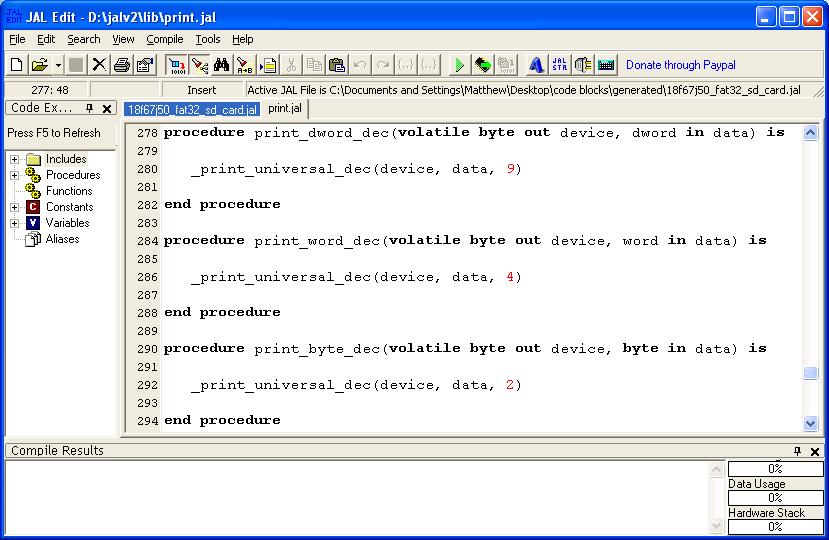 JAL EDIT
JAL Edit - D:\jalv2\lib\print.jal
File Edit Search View Compile Tools Help
A+B
JAL STR
Donate through Paypal
277: 48 Insert Active JAL File is C:\Documents and Settings\Matthew\Desktop\code blocks\generated\18f67j50_fat32_sd_card.jal
Code Ex...
18f67j50_fat32_sd_card.jal print.jal
Press F5 to Refresh
Includes
Procedures
Functions
C Constants
V Variables
Aliases
278 procedure print_dword_dec(volatile byte out device, dword in data) is
279
280 _print_universal_dec(device, data, 9)
281
282 end procedure
283
284 procedure print_word_dec(volatile byte out device, word in data) is
285
286 _print_universal_dec(device, data, 4)
287
288 end procedure
289
290 procedure print_byte_dec(volatile byte out device, byte in data) is
291
292 _print_universal_dec(device, data, 2)
293
294 end procedure
Compile Results
0%
Data Usage
0%
Hardware Stack
0%